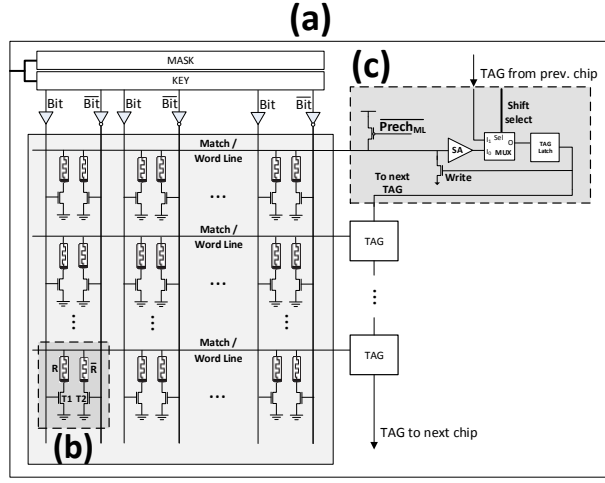 (a)
MASK
KEY
Bit
Bit
Bit
Bit
Bit
Bit
(c)
TAG from prev. chip
Shift
select
Prech_ML
SA
I₁
Sel
O
I₀
MUX
TAG
Latch
Write
To next
TAG
Match /
Word Line
...
Match /
Word Line
TAG
...
...
Match /
Word Line
TAG
R
R
T1
T2
...
(b)
TAG to next chip